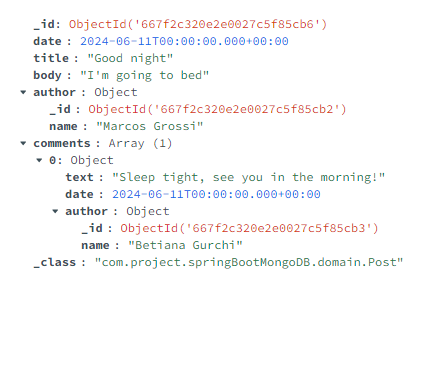 _id: ObjectId('667f2c320e2e0027c5f85cb6')
date : 2024-06-11T00:00:00.000+00:00
title : "Good night"
body : "I'm going to bed"
author : Object
_id : ObjectId('667f2c320e2e0027c5f85cb2')
name : "Marcos Grossi"
comments : Array (1)
0: Object
text : "Sleep tight, see you in the morning!"
date : 2024-06-11T00:00:00.000+00:00
author : Object
_id : ObjectId('667f2c320e2e0027c5f85cb3')
name : "Betiana Gurchi"
_class : "com.project.springBootMongoDB.domain.Post"